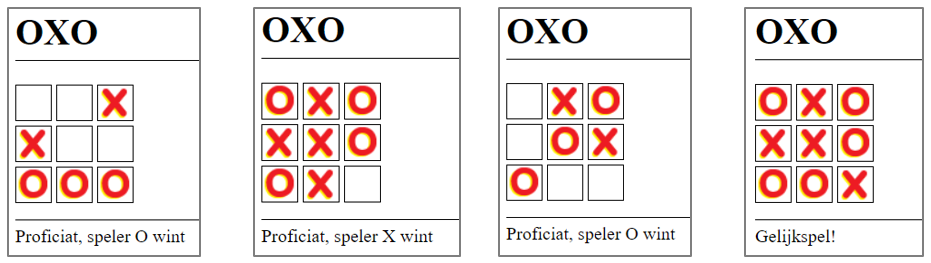 OXO
X
X
O O O
Proficiat, speler O wint
OXO
O X O
X X O
O X
Proficiat, speler X wint
OXO
X O
O X
O
Proficiat, speler O wint
OXO
O X O
X X O
O O X
Gelijkspel!